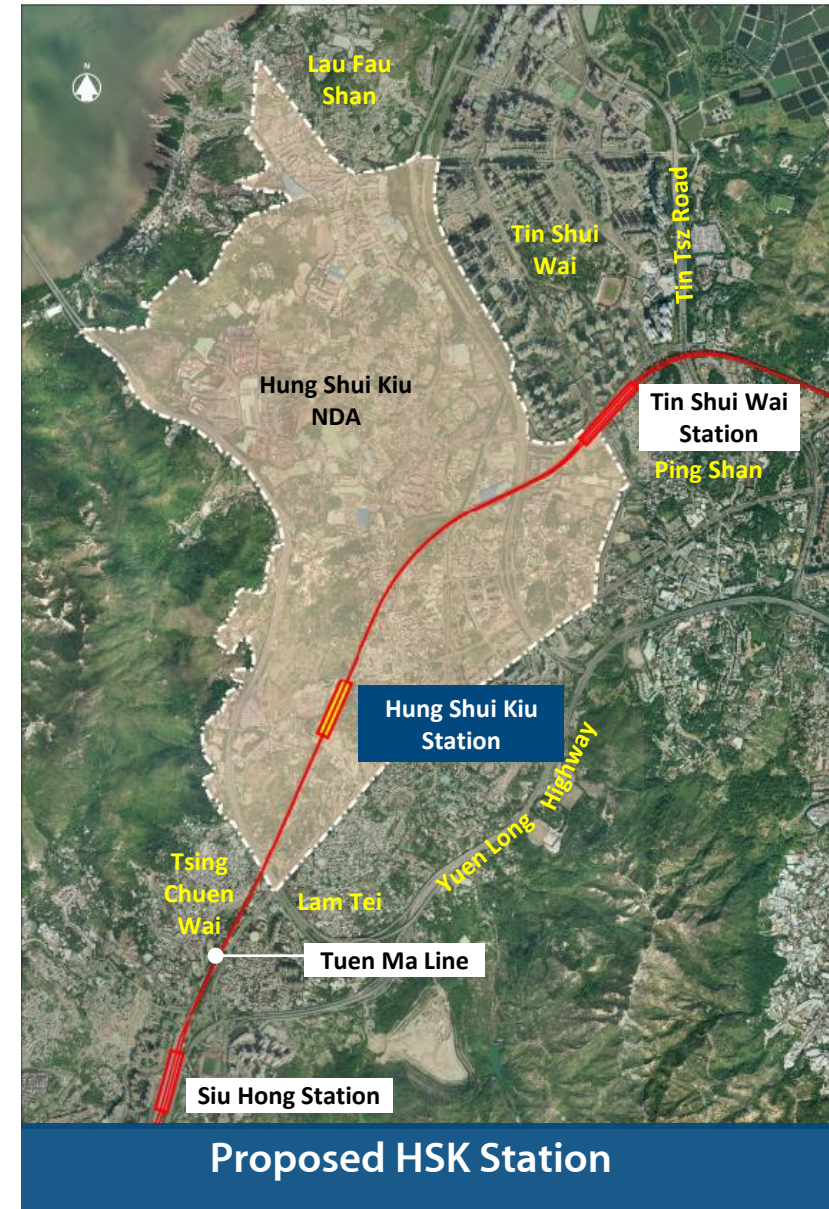 N
Lau Fau
Shan
Tin Shui
Wai
Tin Tsz Road
Hung Shui Kiu
NDA
Tin Shui Wai
Station
Ping Shan
Hung Shui Kiu
Station
Yuen Long Highway
Tsing
Chuen
Wai
Lam Tei
Tuen Ma Line
Siu Hong Station
Proposed HSK Station